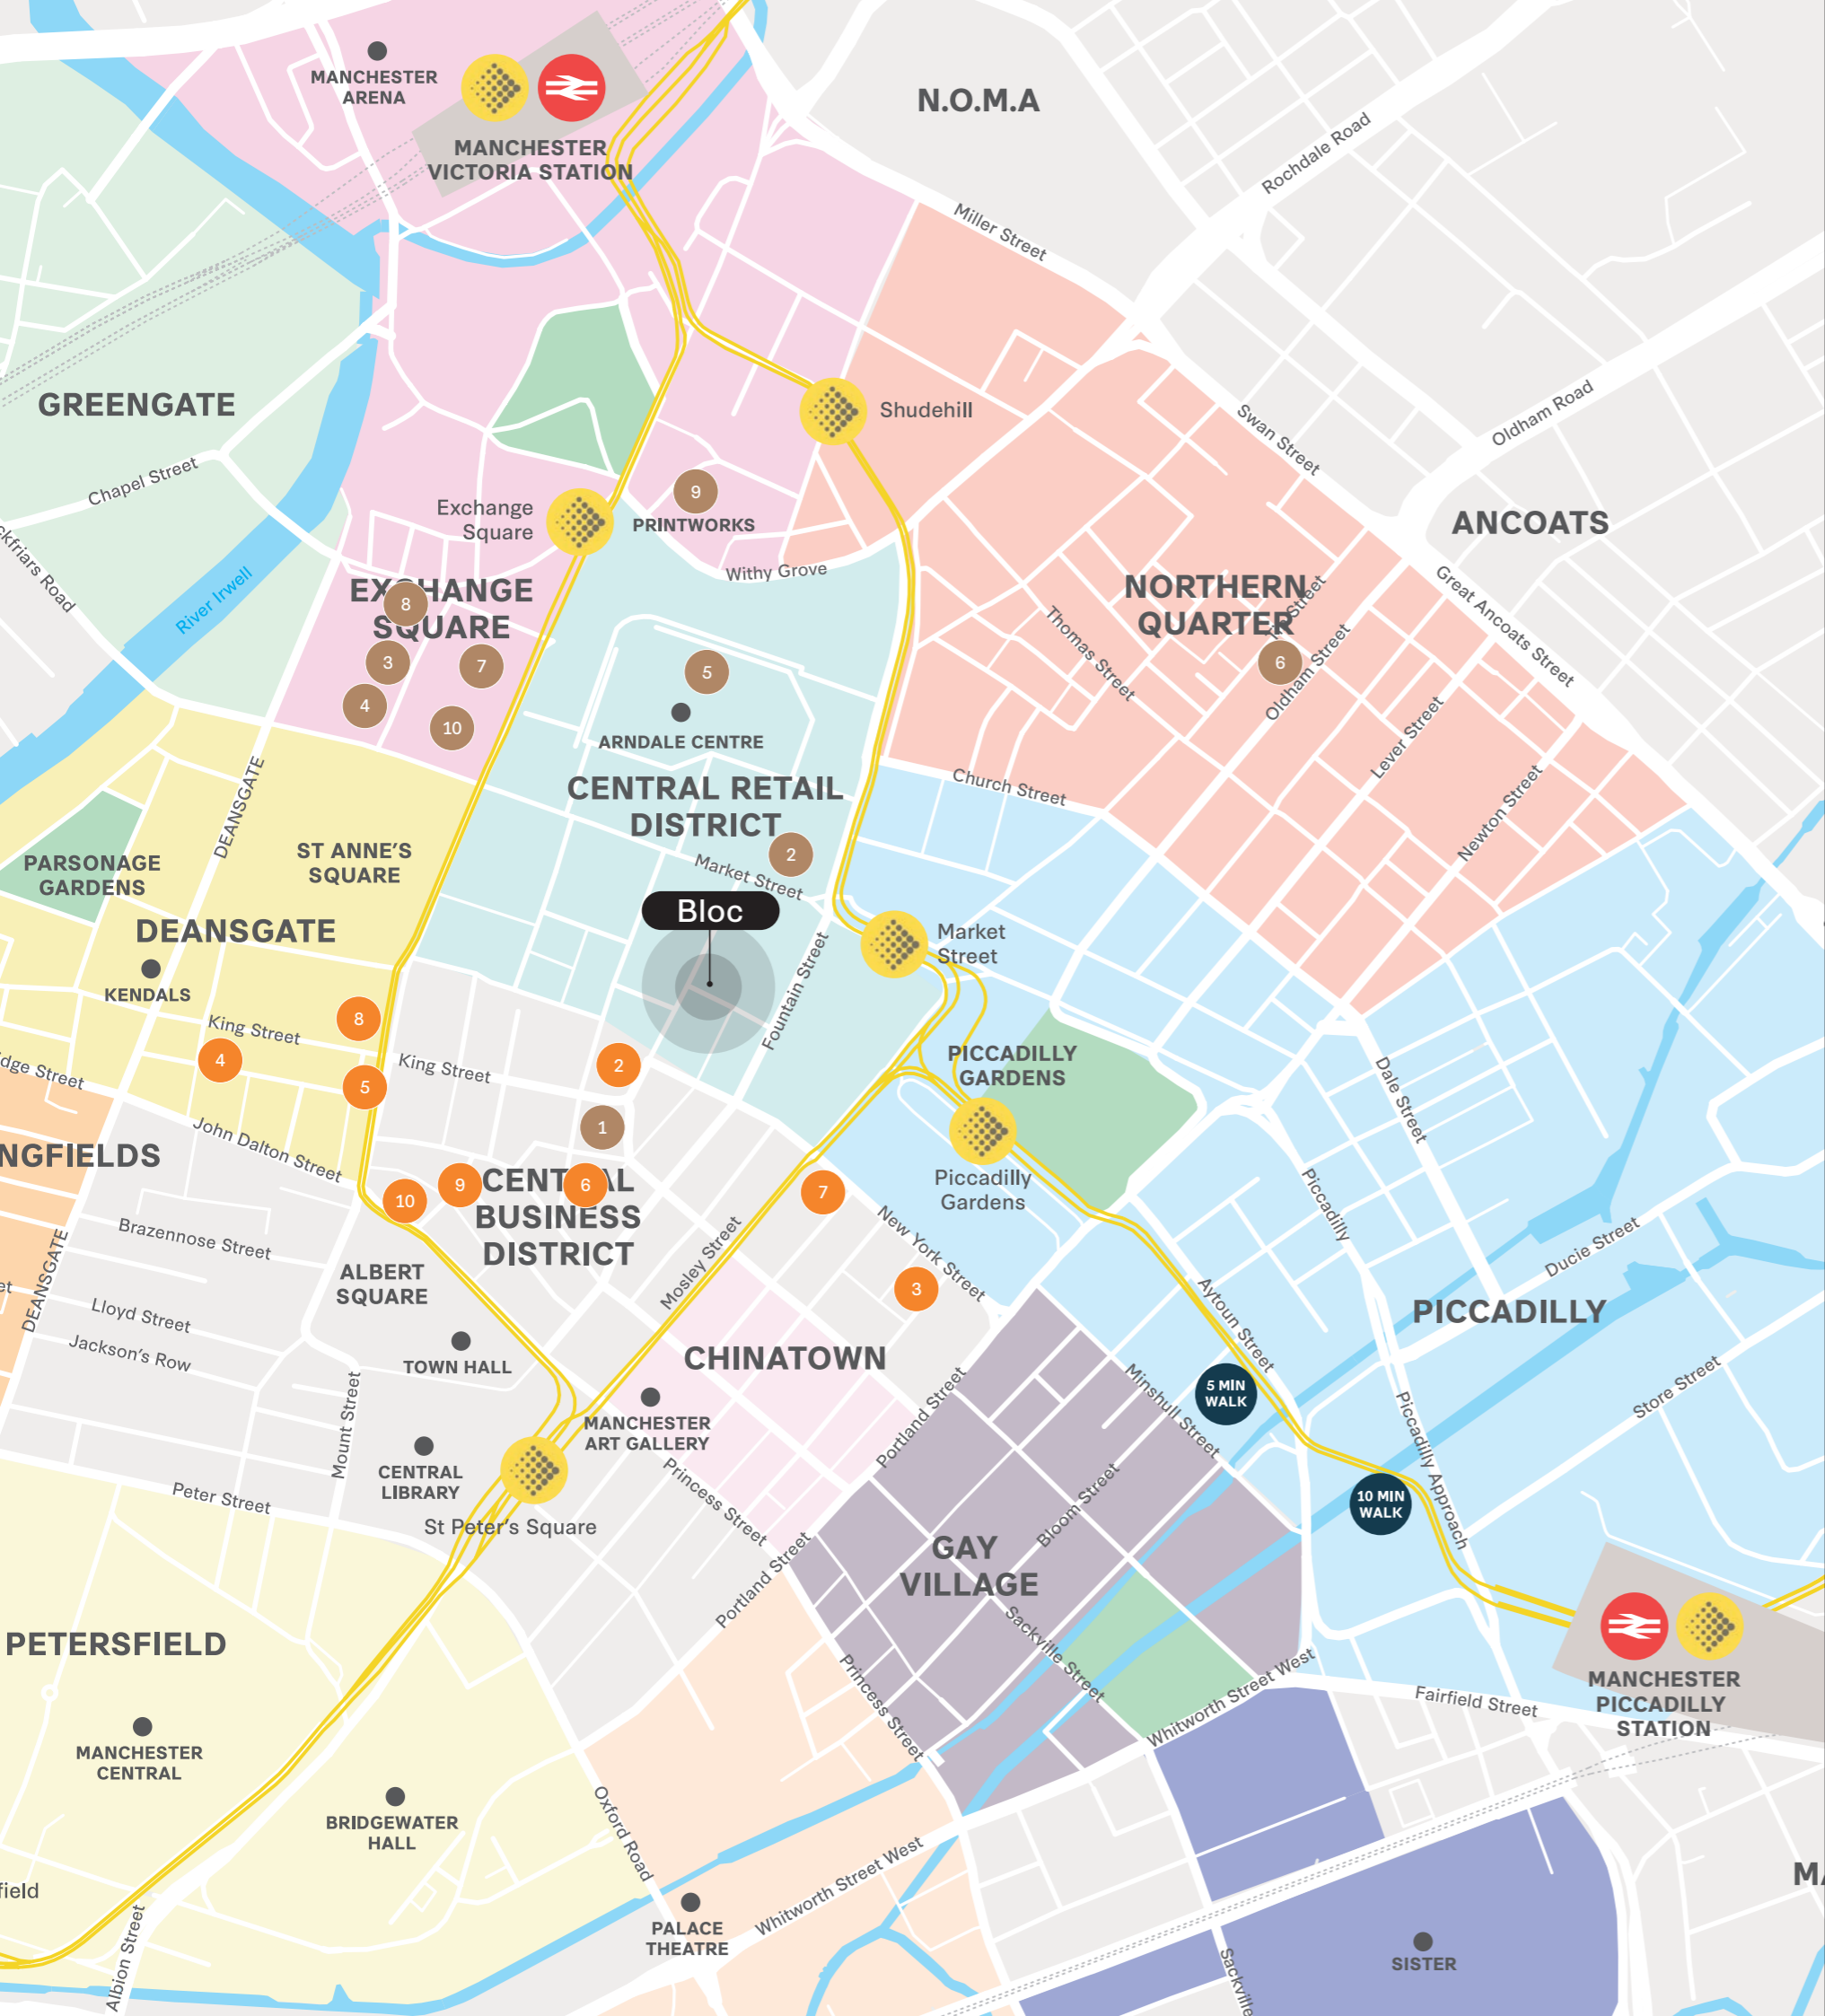 MANCHESTER
ARENA
MANCHESTER
VICTORIA STATION
N.O.M.A
Rochdale Road
Miller Street
GREENGATE
Chapel Street
River Irwell
Shudehill
Swan Street
Oldham Road
Exchange
Square
9
PRINTWORKS
Withy Grove
ANCOATS
EXCHANGE
SQUARE
8
3
7
4
10
NORTHERN
QUARTER
Street
6
Thomas Street
Oldham Street
Great Ancoats Street
Lever Street
Newton Street
Church Street
5
ARNDALE CENTRE
CENTRAL RETAIL
DISTRICT
2
Market Street
Bloc
Fountain Street
Market
Street
DEANSGATE
ST ANNE'S
SQUARE
PARSONAGE
GARDENS
DEANSGATE
KENDALS
King Street
8
4
5
King Street
2
1
John Dalton Street
PICCADILLY
GARDENS
Piccadilly
Gardens
Dale Street
Piccadilly
Ducie Street
PICCADILLY
Store Street
Aytoun Street
Piccadilly Approach
5 MIN
WALK
10 MIN
WALK
Minshull Street
10
9
6
CENTRAL
BUSINESS
DISTRICT
7
3
New York Street
Mosley Street
Brazennose Street
DEANSGATE
Lloyd Street
Jackson's Row
ALBERT
SQUARE
TOWN HALL
Mount Street
CHINATOWN
MANCHESTER
ART GALLERY
CENTRAL
LIBRARY
Peter Street
St Peter's Square
Princess Street
Portland Street
Portland Street
GAY
VILLAGE
Bloom Street
Sackville Street
Princess Street
Whitworth Street West
Fairfield Street
MANCHESTER
PICCADILLY
STATION
PETERSFIELD
MANCHESTER
CENTRAL
BRIDGEWATER
HALL
Oxford Road
PALACE
THEATRE
Whitworth Street West
Albion Street
SISTER
Sackville
NGFIELDS
dge Street
ckfriars Road
field
MA
et